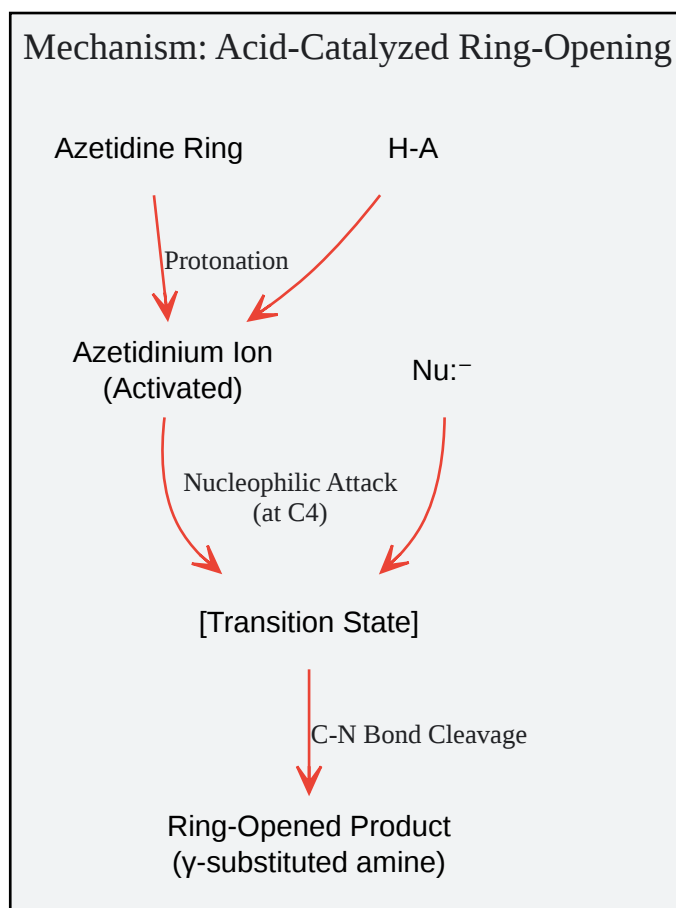 Mechanism: Acid-Catalyzed Ring-Opening
Azetidine Ring
H-A
Protonation
Azetidinium Ion
(Activated)
Nu:⁻
Nucleophilic Attack
(at C4)
[Transition State]
C-N Bond Cleavage
Ring-Opened Product
(γ-substituted amine)